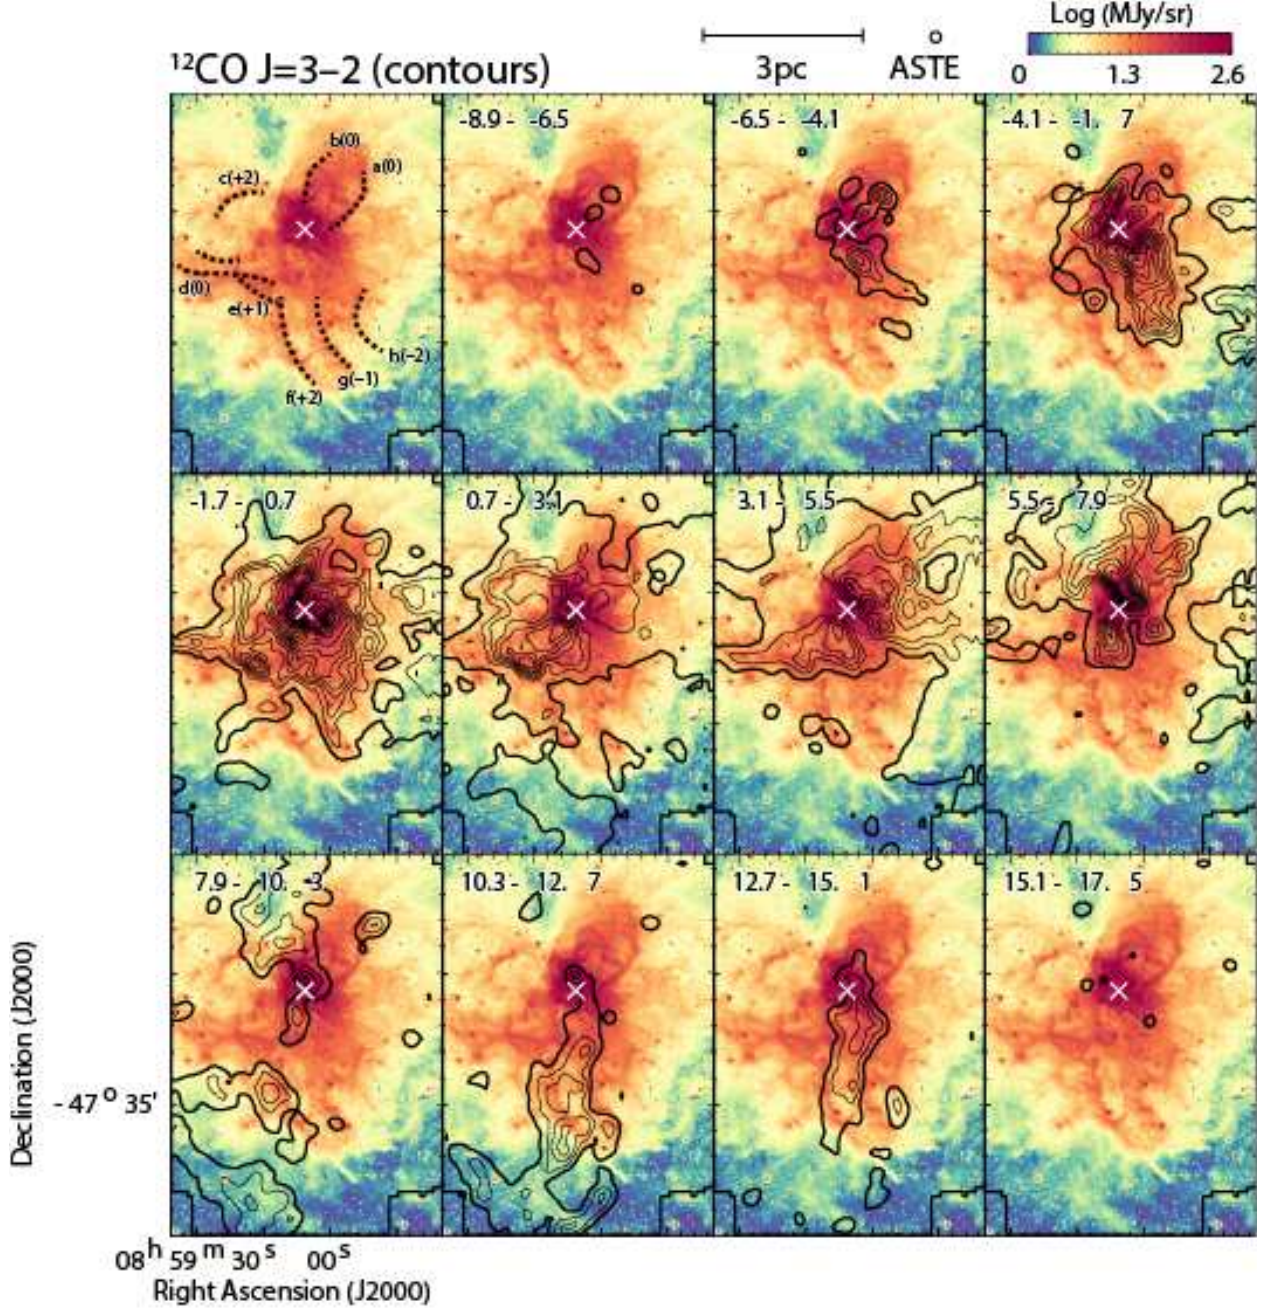 Log (MJy/sr)
¹²CO J=3–2 (contours)
3pc
ASTE
0 1.3 2.6
b(0)
a(0)
c(+2)
d(0)
e(+1)
h(–2)
g(–1)
f(+2)
-8.9 - -6.5
-6.5 - -4.1
-4.1 - -1. 7
-1.7 - 0.7
0.7 - 3.1
3.1 - 5.5
5.5 - 7.9
7.9 - 10. 3
10.3 - 12. 7
12.7 - 15. 1
15.1 - 17. 5
Declination (J2000)
- 47 ° 35'
08ʰ 59ᵐ 30ˢ 00ˢ
Right Ascension (J2000)